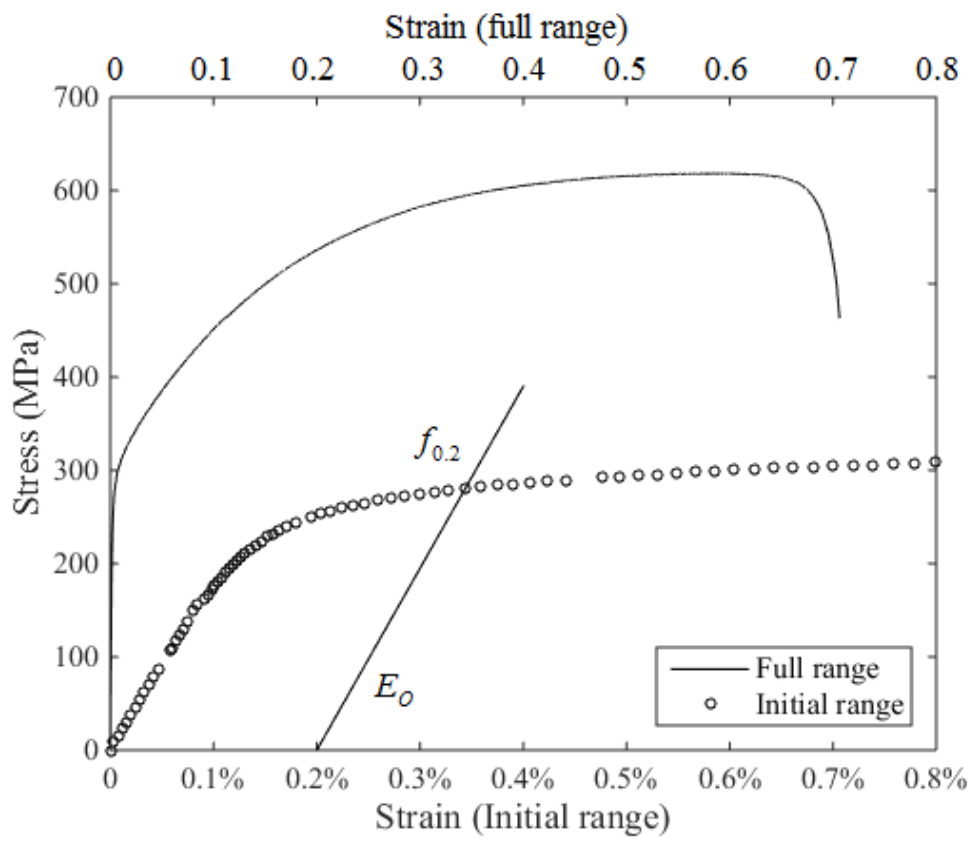 Strain (full range)
0 0.1 0.2 0.3 0.4 0.5 0.6 0.7 0.8
700
600
500
400
300
200
100
0
Stress (MPa)
f0.2
EO
Full range
Initial range
0 0.1% 0.2% 0.3% 0.4% 0.5% 0.6% 0.7% 0.8%
Strain (Initial range)